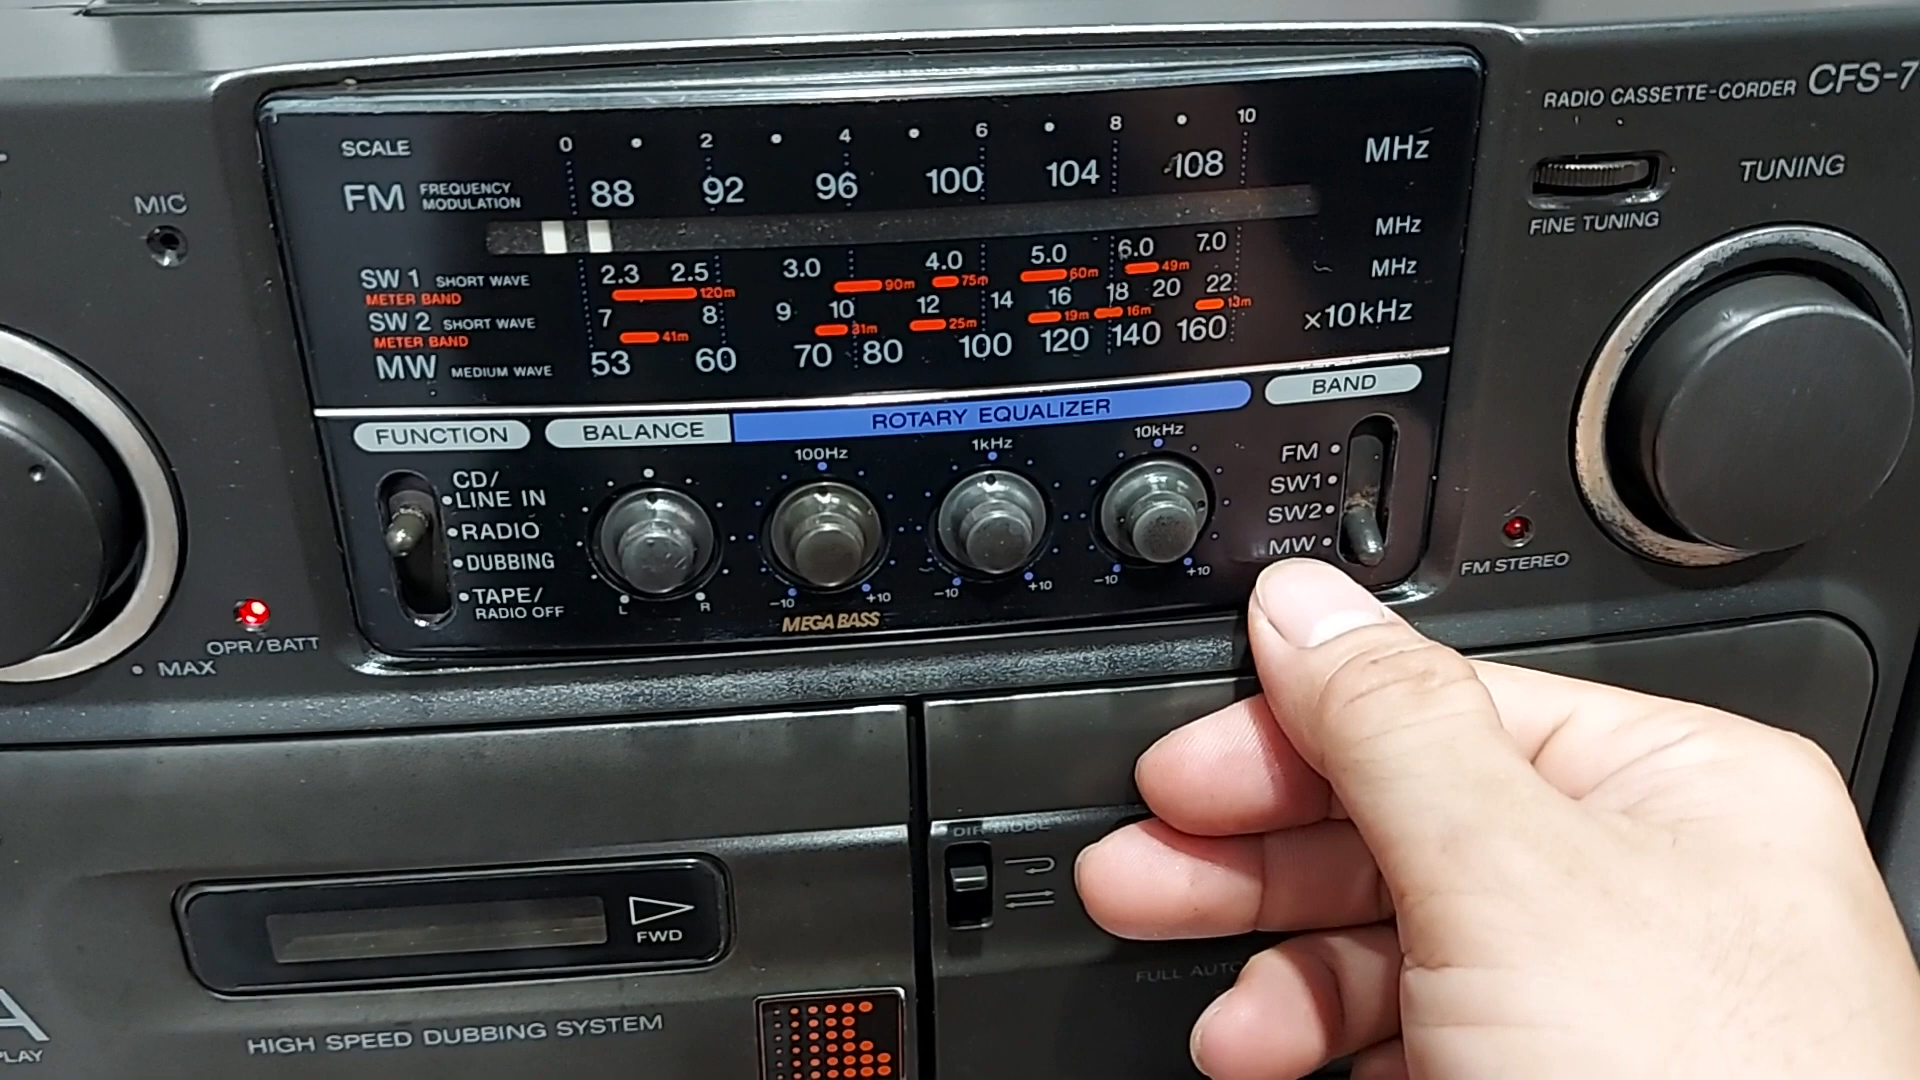 RADIO CASSETTE-CORDER CFS-7
SCALE 0 2 4 6 8 10
FM FREQUENCY MODULATION 88 92 96 100 104 108 MHz
MHz
SW 1 SHORT WAVE 2.3 2.5 3.0 4.0 5.0 6.0 7.0 MHz
METER BAND 120m 90m 75m 60m 49m
SW 2 SHORT WAVE 7 8 9 10 12 14 16 18 20 22
METER BAND 41m 31m 25m 19m 16m 13m
MW MEDIUM WAVE 53 60 70 80 100 120 140 160 ×10kHz
MIC
TUNING
FINE TUNING
FUNCTION
CD/
LINE IN
RADIO
DUBBING
TAPE/
RADIO OFF
BALANCE
L R
ROTARY EQUALIZER
100Hz 1kHz 10kHz
-10 +10 -10 +10 -10 +10
MEGA BASS
BAND
FM
SW1
SW2
MW
FM STEREO
OPR/BATT
MAX
DIR MODE
FWD
FULL AUTO
HIGH SPEED DUBBING SYSTEM
A
PLAY